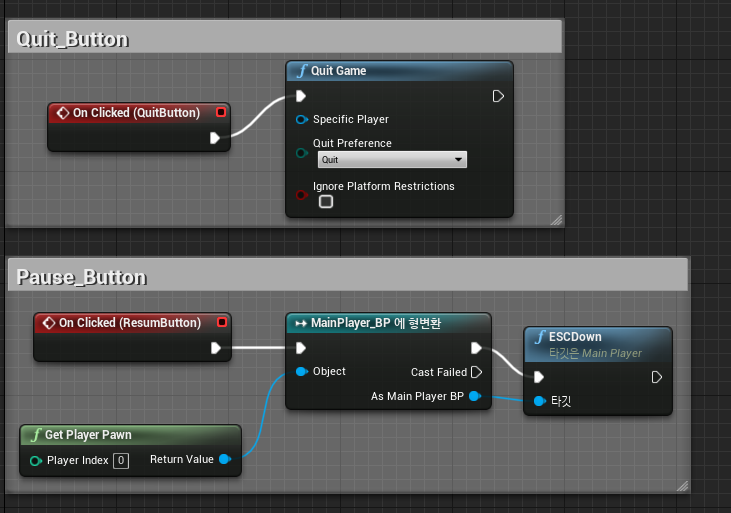 Quit_Button
Quit Game
On Clicked (QuitButton)
Specific Player
Quit Preference
Quit
Ignore Platform Restrictions
Pause_Button
On Clicked (ResumButton)
MainPlayer_BP 에 형변환
Object
Cast Failed
As Main Player BP
ESCDown
타깃은 Main Player
타깃
Get Player Pawn
Player Index 0 Return Value